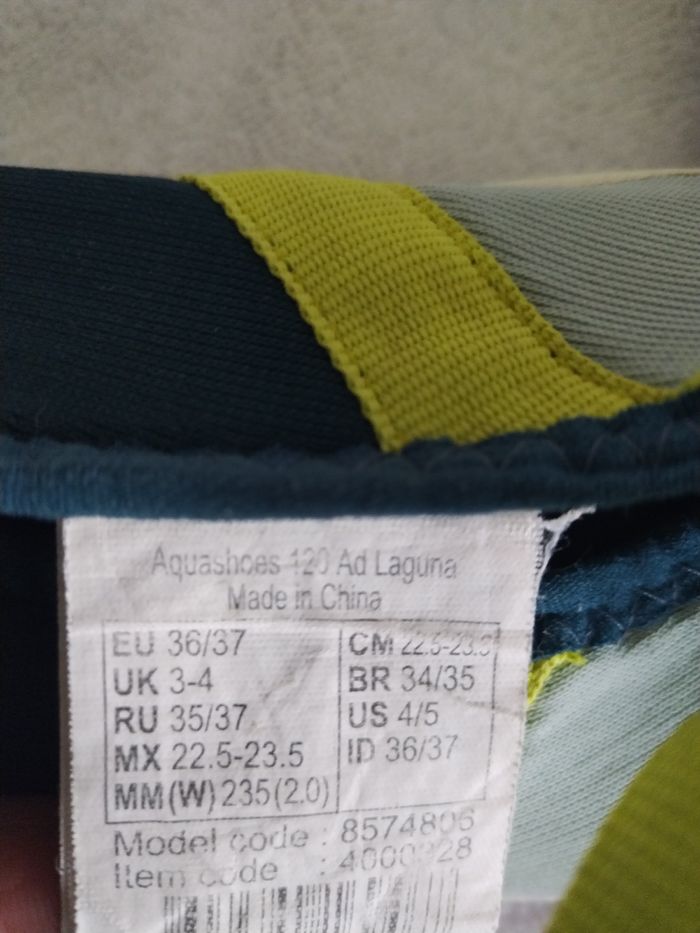 Aquashoes 120 Ad Laguna
Made in China
EU 36/37 CM 22.5-23.5
UK 3-4 BR 34/35
RU 35/37 US 4/5
MX 22.5-23.5 ID 36/37
MM(W) 235(2.0)
Model code : 8574806
Item code :